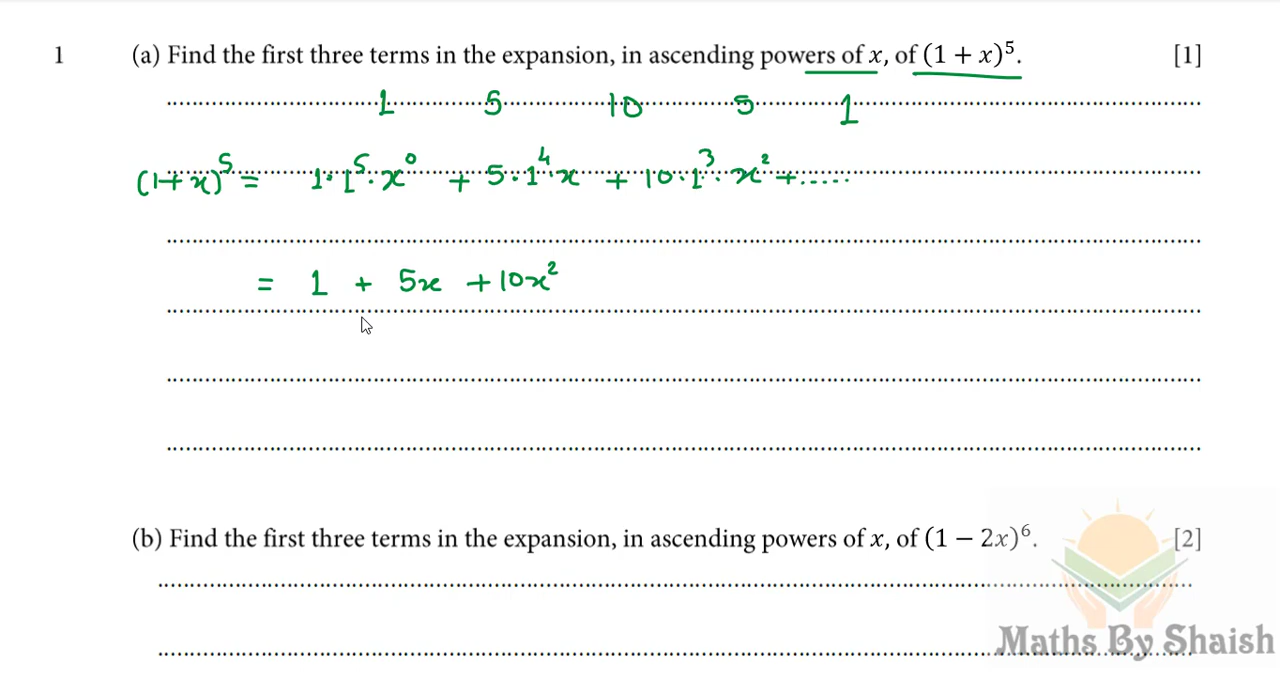 1 (a) Find the first three terms in the expansion, in ascending powers of x, of (1 + x)⁵. [1]
1 5 10 5 1
(1+x)⁵ = 1·1⁵·x⁰ + 5·1⁴·x + 10·1³·x² + .....
= 1 + 5x + 10x²
(b) Find the first three terms in the expansion, in ascending powers of x, of (1 − 2x)⁶. [2]
Maths By Shaish